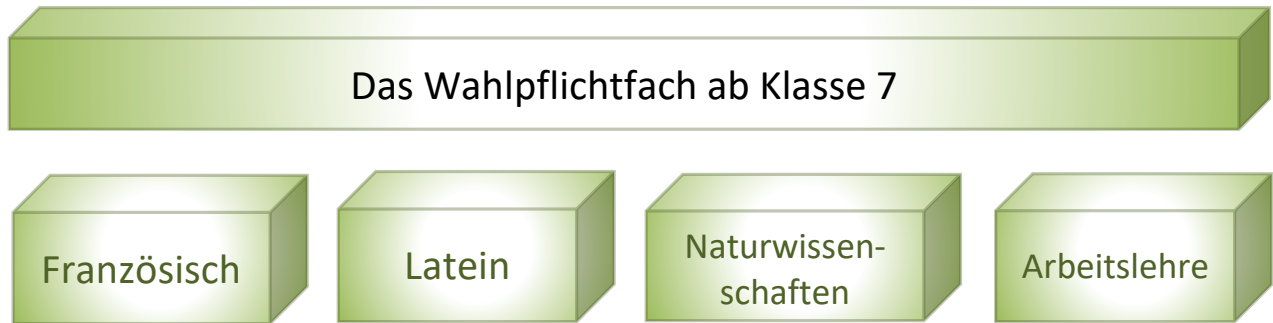 Das Wahlpflichtfach ab Klasse 7
Französisch
Latein
Naturwissen-
schaften
Arbeitslehre